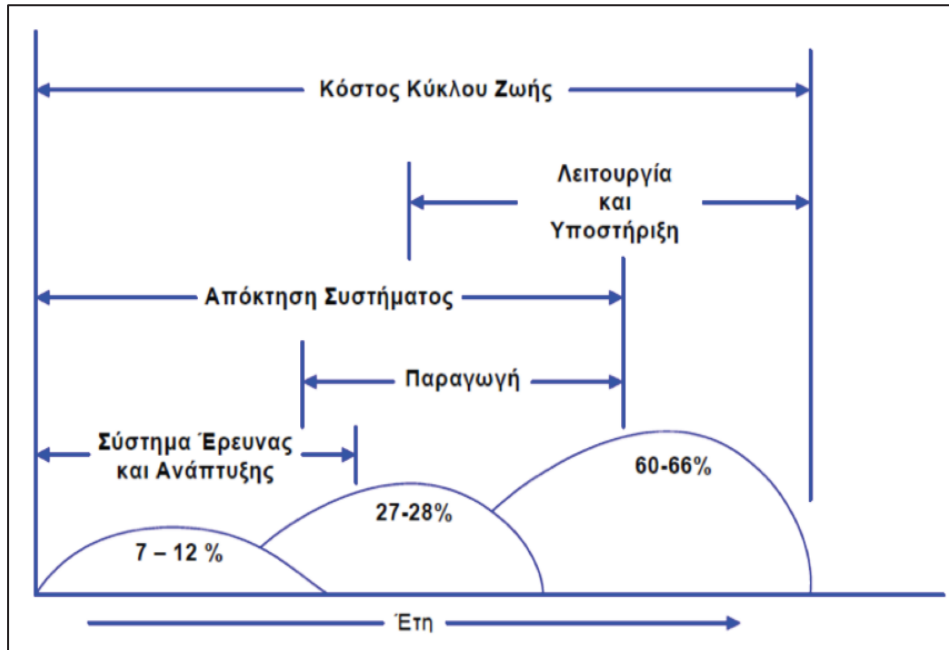 Κόστος Κύκλου Ζωής
Λειτουργία
και
Υποστήριξη
Απόκτηση Συστήματος
Παραγωγή
Σύστημα Έρευνας
και Ανάπτυξης
60-66%
27-28%
7 – 12 %
Έτη